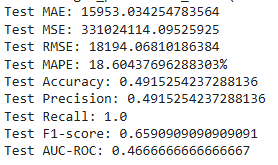 Test MAE: 15953.034254783564
Test MSE: 331024114.09525925
Test RMSE: 18194.06810186384
Test MAPE: 18.60437696288303%
Test Accuracy: 0.4915254237288136
Test Precision: 0.4915254237288136
Test Recall: 1.0
Test F1-score: 0.6590909090909091
Test AUC-ROC: 0.4666666666666667